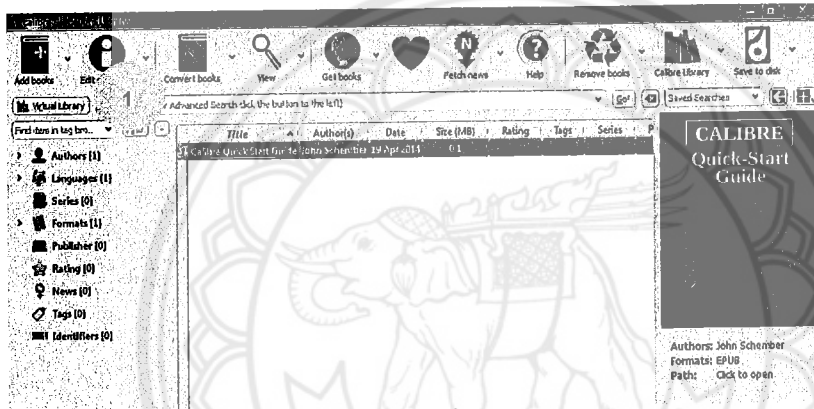 Add books Edit Convert books View Get books Fetch news Help Remove books Calibre Library Save to disk
Virtual Library 1 Advanced Search click the button to the left) Go! Saved Searches
Title Author(s) Date Size (MB) Rating Tags Series
Calibre Quick Start Guide John Schember 19 Apr 2014 0.1
Authors [1]
Languages [1]
Series [0]
Formats [1]
Publisher [0]
Rating [0]
News [0]
Tags [0]
Identifiers [0]
CALIBRE
Quick-Start
Guide
Authors: John Schember
Formats: EPUB
Path: Click to open